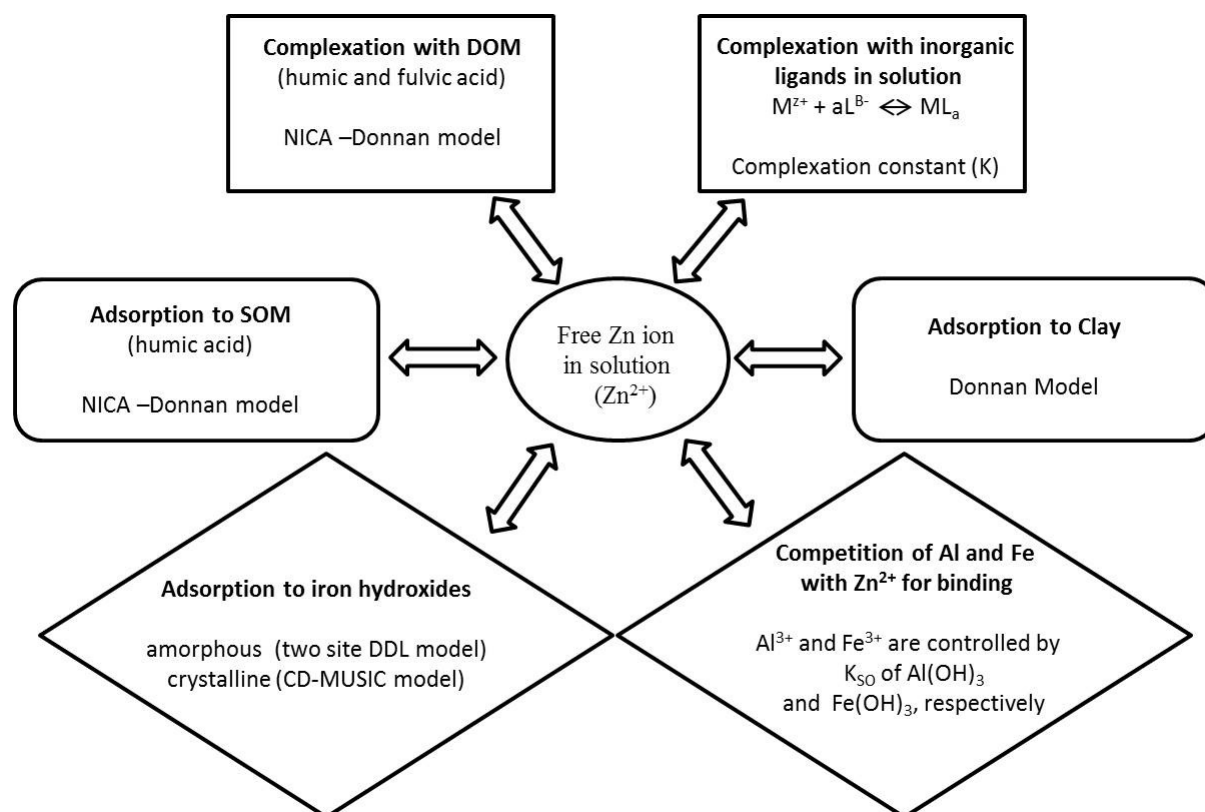 Complexation with DOM
(humic and fulvic acid)
NICA –Donnan model
Complexation with inorganic
ligands in solution
Mᶻ⁺ + aLᴮ⁻ <=> MLₐ
Complexation constant (K)
Adsorption to SOM
(humic acid)
NICA –Donnan model
Free Zn ion
in solution
(Zn²⁺)
Adsorption to Clay
Donnan Model
Adsorption to iron hydroxides
amorphous (two site DDL model)
crystalline (CD-MUSIC model)
Competition of Al and Fe
with Zn²⁺ for binding
Al³⁺ and Fe³⁺ are controlled by
K_SO of Al(OH)₃
and Fe(OH)₃, respectively